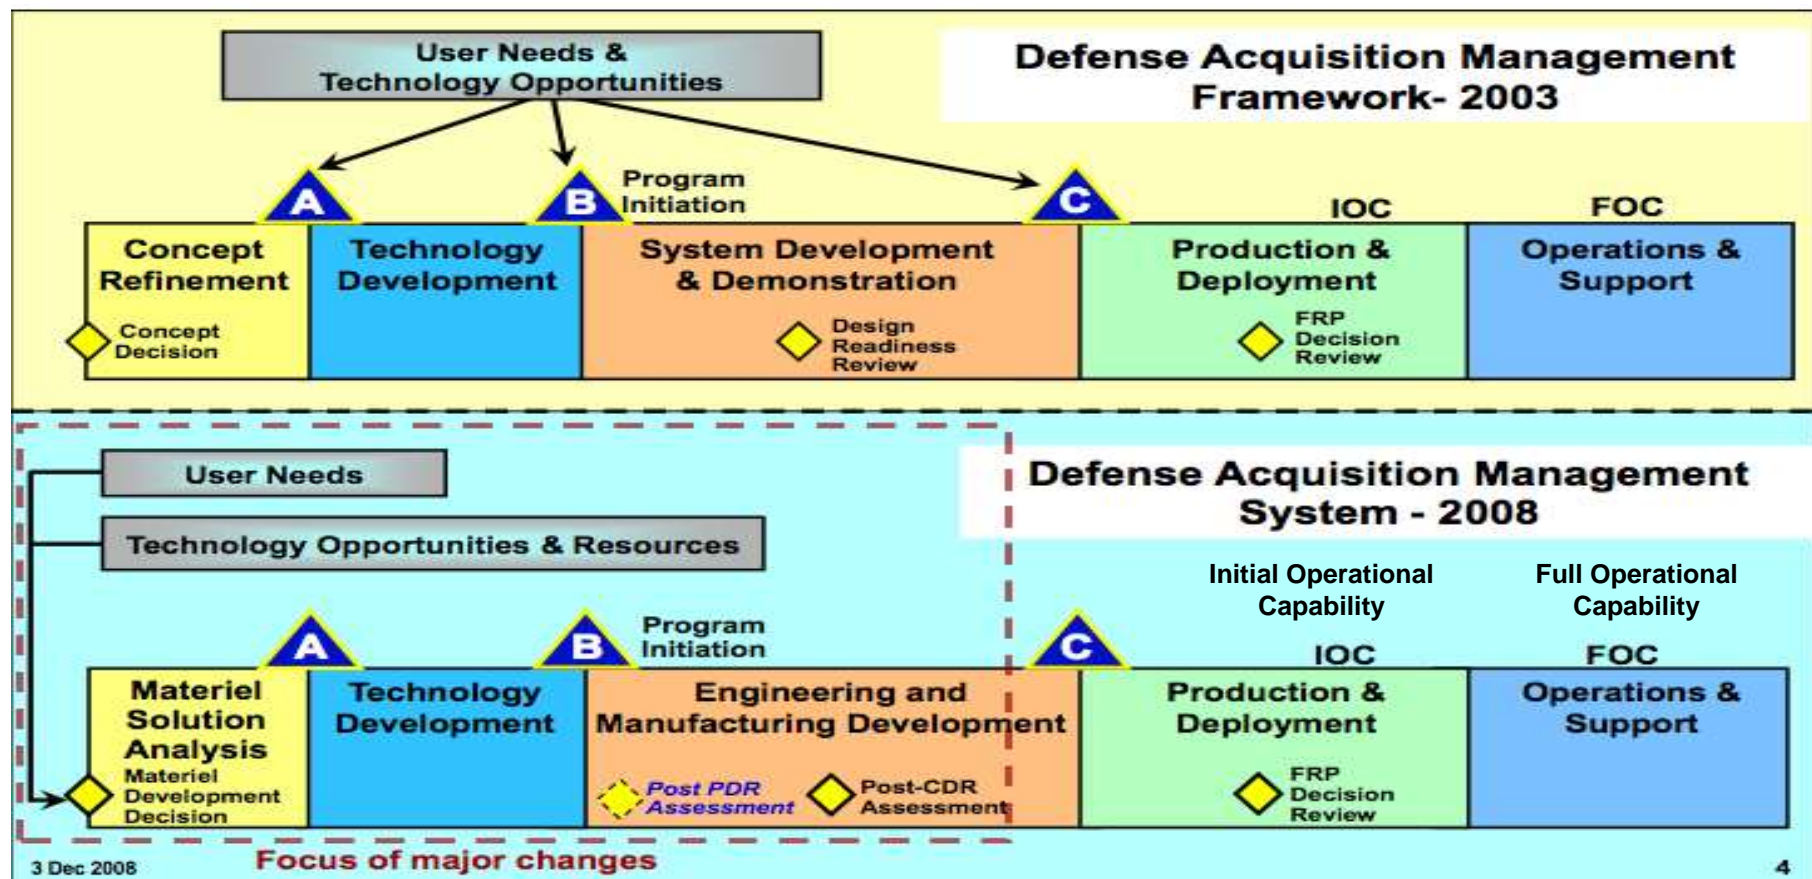 User Needs &
Technology Opportunities
Defense Acquisition Management
Framework- 2003
A
B
Program
Initiation
C
IOC
FOC
Concept
Refinement
Technology
Development
System Development
& Demonstration
Production &
Deployment
Operations &
Support
Concept
Decision
Design
Readiness
Review
FRP
Decision
Review
User Needs
Technology Opportunities & Resources
Defense Acquisition Management
System - 2008
Initial Operational
Capability
Full Operational
Capability
A
B
Program
Initiation
C
IOC
FOC
Materiel
Solution
Analysis
Technology
Development
Engineering and
Manufacturing Development
Production &
Deployment
Operations &
Support
Materiel
Development
Decision
Post PDR
Assessment
Post-CDR
Assessment
FRP
Decision
Review
Focus of major changes
3 Dec 2008
4